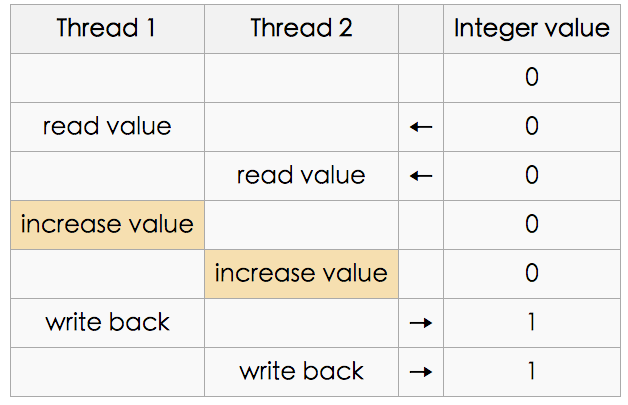 Thread 1 Thread 2 Integer value
0
read value ← 0
read value ← 0
increase value 0
increase value 0
write back → 1
write back → 1